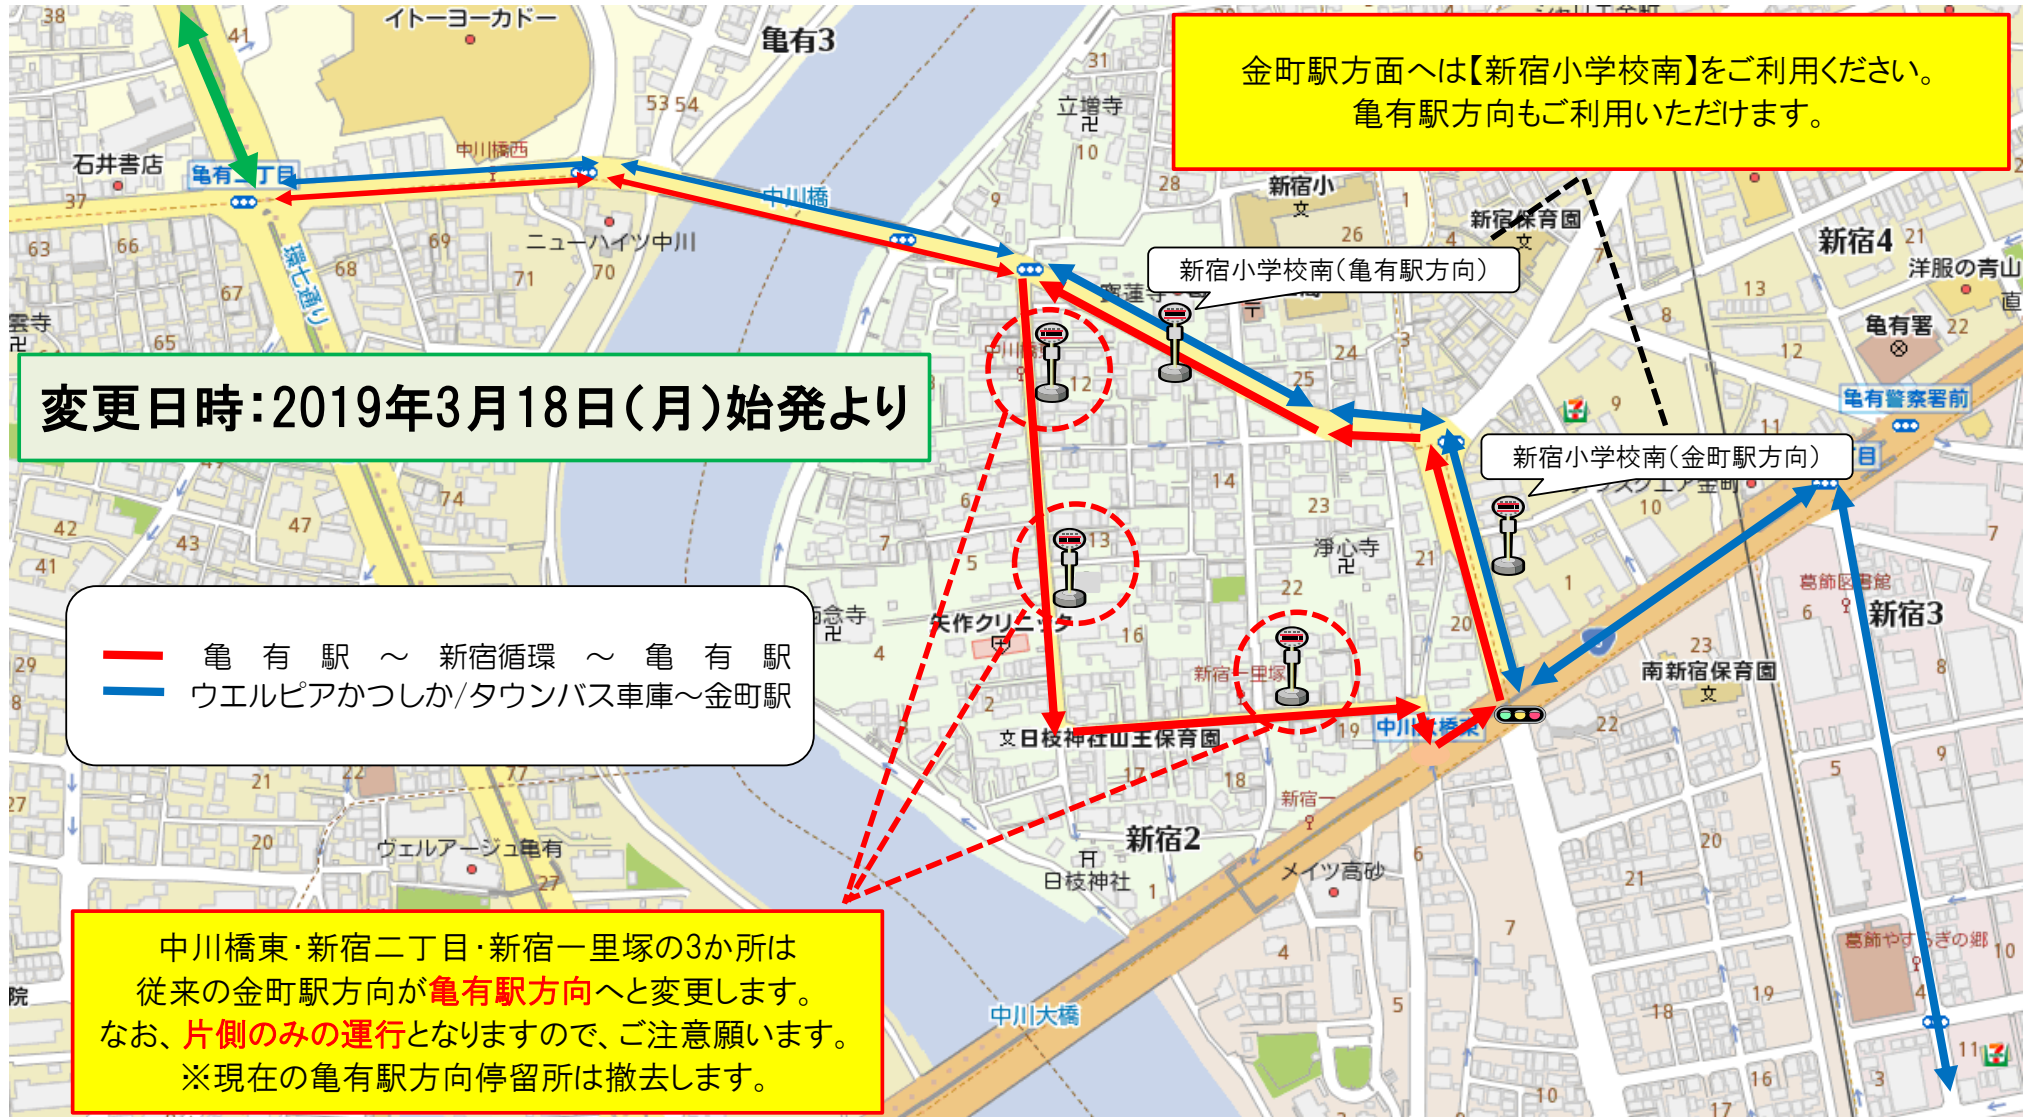 金町駅方面へは【新宿小学校南】をご利用ください。
亀有駅方向もご利用いただけます。
変更日時：2019年3月18日（月）始発より
亀有駅～新宿循環～亀有駅
ウエルピアかつしか/タウンバス車庫～金町駅
中川橋東・新宿二丁目・新宿一里塚の3か所は
従来の金町駅方向が亀有駅方向へと変更します。
なお、片側のみの運行となりますので、ご注意願います。
※現在の亀有駅方向停留所は撤去します。
新宿小学校南（亀有駅方向）
新宿小学校南（金町駅方向）
イトーヨーカドー
亀有3
石井書店
亀有二丁目
中川橋西
中川橋
ニューハイツ中川
環七通り
立増寺
新宿小
新宿保育園
新宿4
洋服の青山
亀有署
亀有警察署前
浄心寺
葛飾区図書館
新宿3
南新宿保育園
矢作クリニック
新宿一里塚
日枝神社山王保育園
中川大橋東
ヴェルアージュ亀有
新宿2
日枝神社
メイツ高砂
中川大橋
葛飾やすらぎの郷